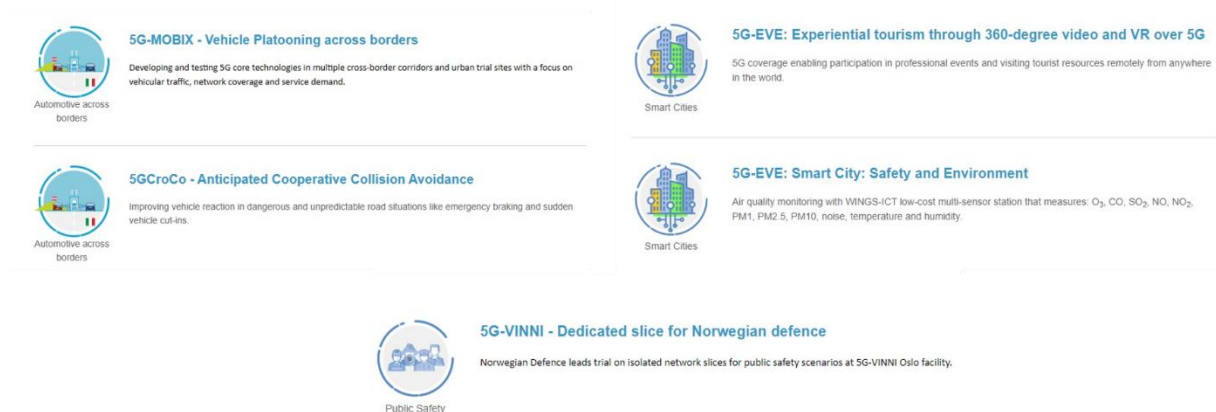 5G-MOBIX - Vehicle Platooning across borders
Developing and testing 5G core technologies in multiple cross-border corridors and urban trial sites with a focus on
vehicular traffic, network coverage and service demand.
Automotive across
borders
5GCroCo - Anticipated Cooperative Collision Avoidance
Improving vehicle reaction in dangerous and unpredictable road situations like emergency braking and sudden
vehicle cut-ins.
Automotive across
borders
5G-EVE: Experiential tourism through 360-degree video and VR over 5G
5G coverage enabling participation in professional events and visiting tourist resources remotely from anywhere
in the world.
Smart Cities
5G-EVE: Smart City: Safety and Environment
Air quality monitoring with WINGS-ICT low-cost multi-sensor station that measures: O3, CO, SO2, NO, NO2,
PM1, PM2.5, PM10, noise, temperature and humidity.
Smart Cities
5G-VINNI - Dedicated slice for Norwegian defence
Norwegian Defence leads trial on isolated network slices for public safety scenarios at 5G-VINNI Oslo facility.
Public Safety